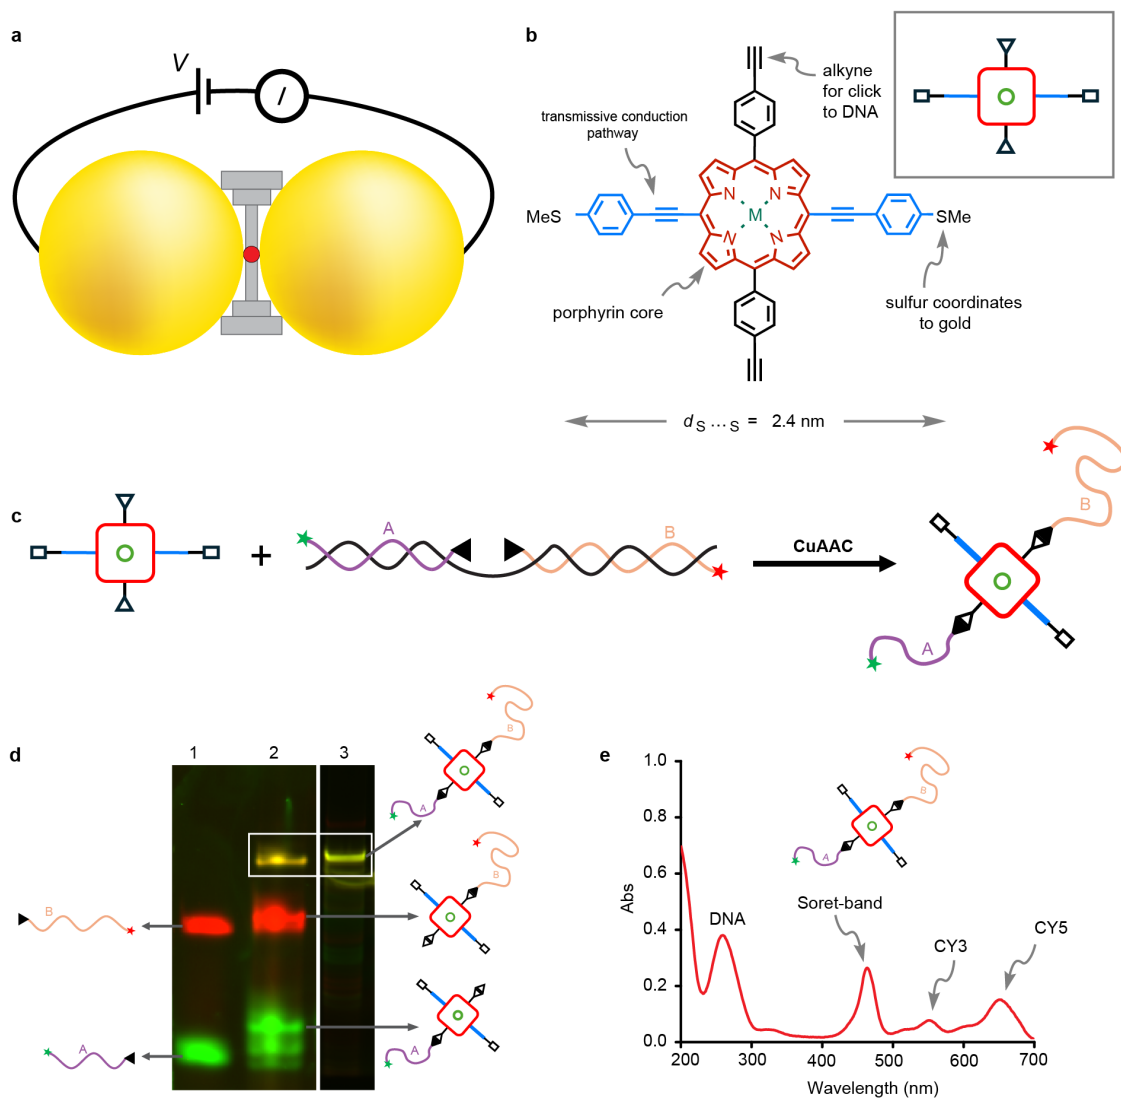 a
V
I
b
alkyne
for click
to DNA
transmissive conduction
pathway
MeS
N
N
M
N
N
SMe
porphyrin core
sulfur coordinates
to gold
d S ... S = 2.4 nm
c
A
B
CuAAC
B
A
d
1
2
3
B
A
B
A
B
A
e
1.0
0.8
0.6
0.4
0.2
0.0
Abs
B
A
Soret-band
DNA
CY3
CY5
200
300
400
500
600
700
Wavelength (nm)